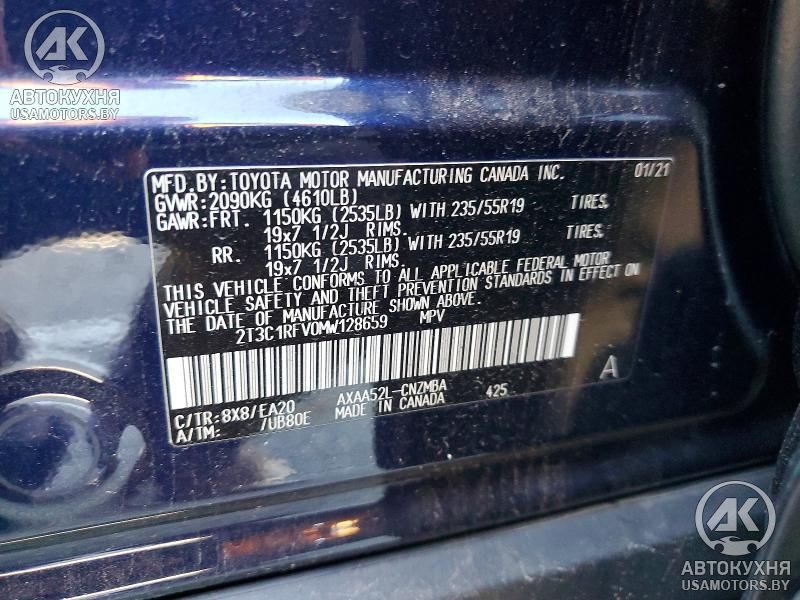 AK
АВТОКУХНЯ
USAMOTORS.BY
MFD.BY:TOYOTA MOTOR MANUFACTURING CANADA INC. 01/21
GVWR:2090KG (4610LB)
GAWR:FRT. 1150KG (2535LB) WITH 235/55R19 TIRES,
19x7 1/2J RIMS.
RR. 1150KG (2535LB) WITH 235/55R19 TIRES,
19x7 1/2J RIMS.
THIS VEHICLE CONFORMS TO ALL APPLICABLE FEDERAL MOTOR
VEHICLE SAFETY AND THEFT PREVENTION STANDARDS IN EFFECT ON
THE DATE OF MANUFACTURE SHOWN ABOVE.
2T3C1RFV0MW128659 MPV
A
C/TR:8X8/EA20 AXAA52L-CNZMBA 425
A/TM: /UB80E MADE IN CANADA
AK
АВТОКУХНЯ
USAMOTORS.BY